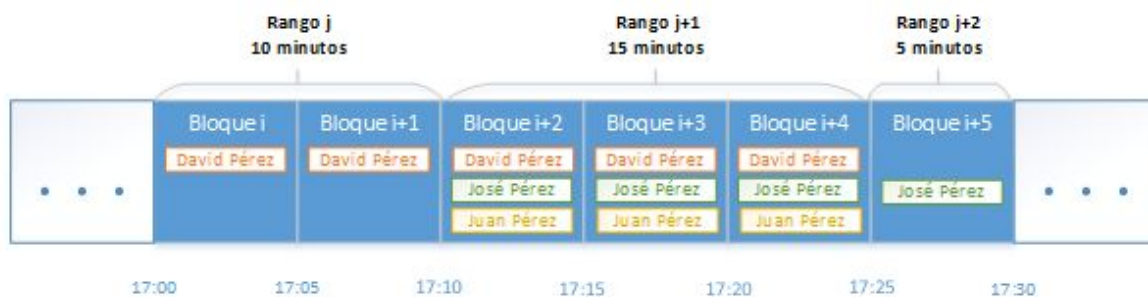 Rango j
10 minutos
Rango j+1
15 minutos
Rango j+2
5 minutos
Bloque i
Bloque i+1
Bloque i+2
Bloque i+3
Bloque i+4
Bloque i+5
David Pérez
David Pérez
David Pérez
David Pérez
David Pérez
José Pérez
José Pérez
José Pérez
José Pérez
Juan Pérez
Juan Pérez
Juan Pérez
17:00
17:05
17:10
17:15
17:20
17:25
17:30